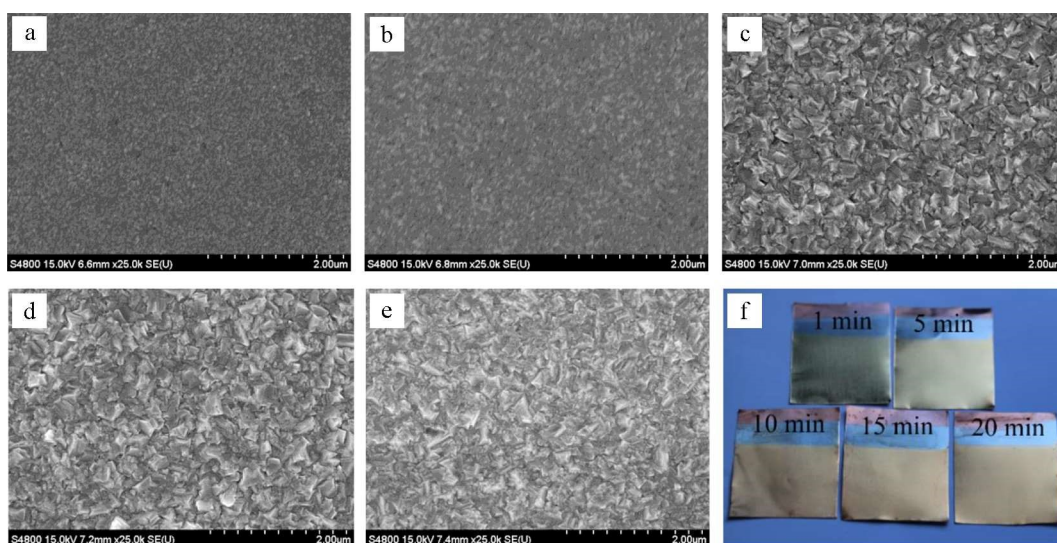 a
S4800 15.0kV 6.6mm x25.0k SE(U)
2.00um
b
S4800 15.0kV 6.8mm x25.0k SE(U)
2.00um
c
S4800 15.0kV 7.0mm x25.0k SE(U)
2.00um
d
S4800 15.0kV 7.2mm x25.0k SE(U)
2.00um
e
S4800 15.0kV 7.4mm x25.0k SE(U)
2.00um
f
1 min
5 min
10 min
15 min
20 min